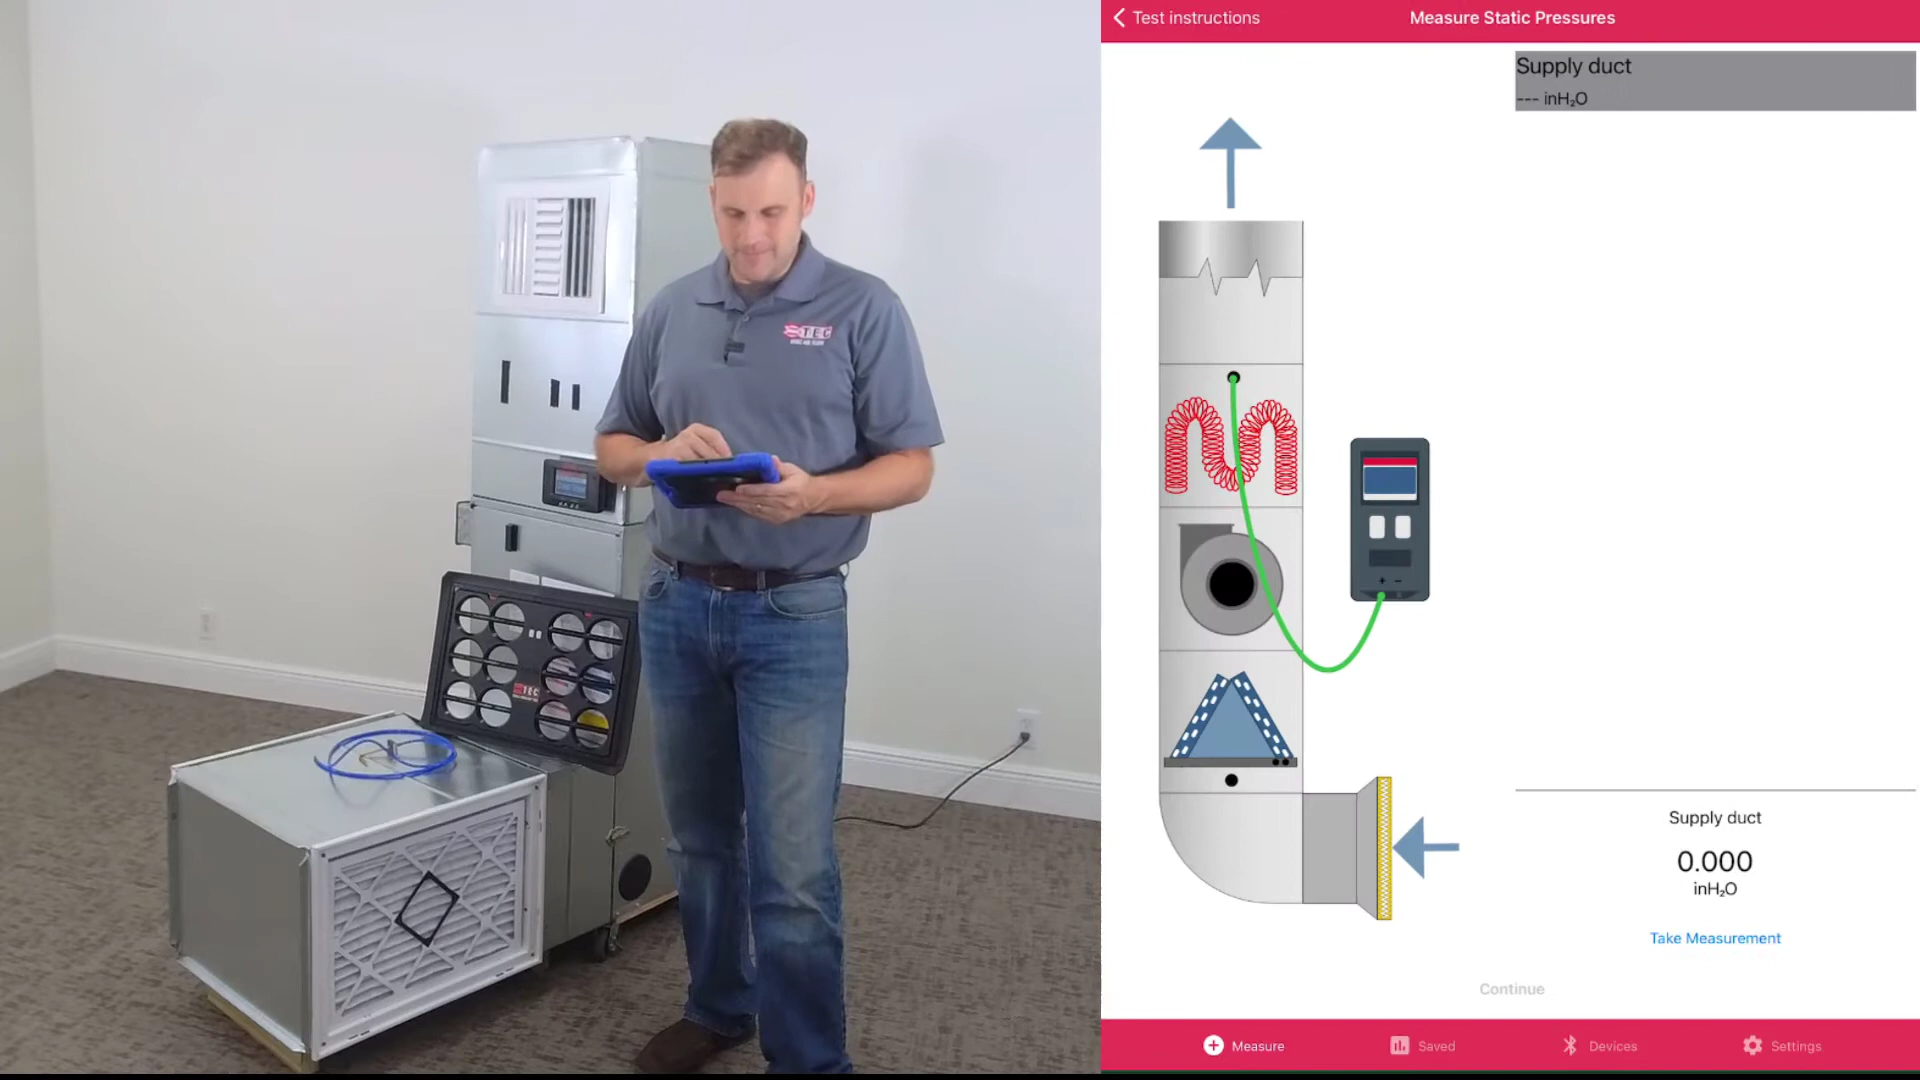 TEC
TEC
Test instructions
Measure Static Pressures
Supply duct
--- inH₂O
+ −
Supply duct
0.000
inH₂O
Take Measurement
Continue
Measure
Saved
Devices
Settings